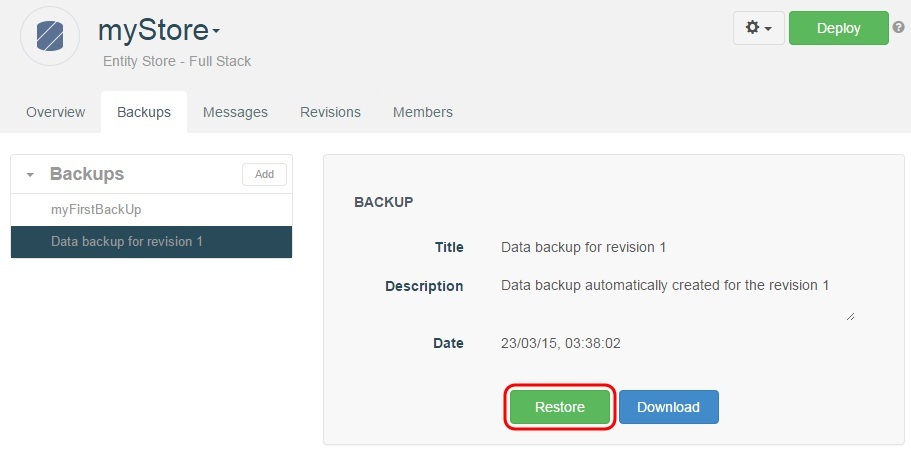 myStore
Deploy
?
Entity Store - Full Stack
Overview Backups Messages Revisions Members
Backups Add
myFirstBackUp
Data backup for revision 1
BACKUP
Title Data backup for revision 1
Description Data backup automatically created for the revision 1
Date 23/03/15, 03:38:02
Restore Download